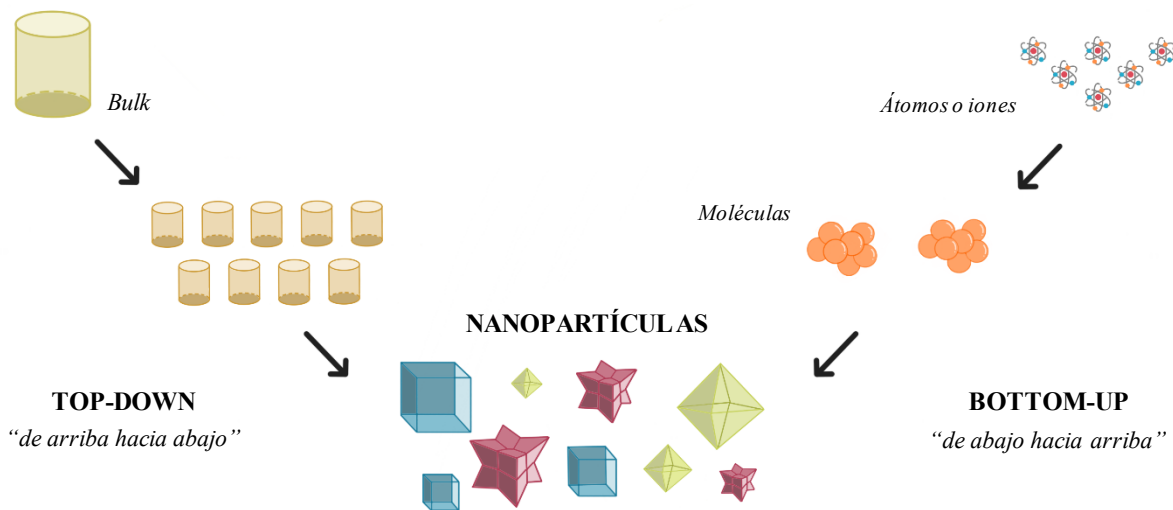 Bulk
Átomos o iones
Moléculas
NANOPARTÍCULAS
TOP-DOWN
“de arriba hacia abajo”
BOTTOM-UP
“de abajo hacia arriba”